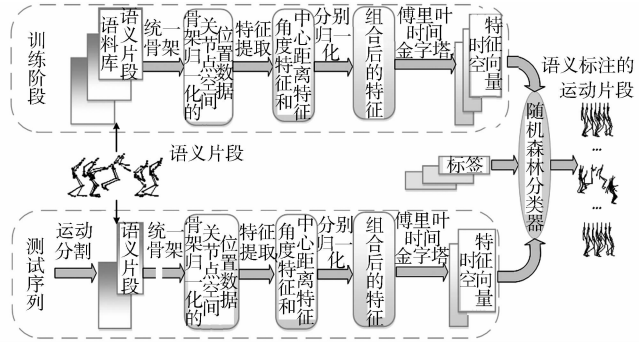 训练阶段
语料库
语义片段
统一
骨架
骨架归一化的
关节点空间
位置数据
特征
提取
角度特征和
中心距离特征
分别
归一化
组合后的特征
傅里叶
时间
金字塔
时空
特征向量
语义标注的
运动片段
语义片段
标签
随机森林分类器
...
...
测试序列
运动
分割
语义片段
统一
骨架
骨架归一化的
关节点空间
位置数据
特征
提取
角度特征和
中心距离特征
分别
归一化
组合后的特征
傅里叶
时间
金字塔
时空
特征向量